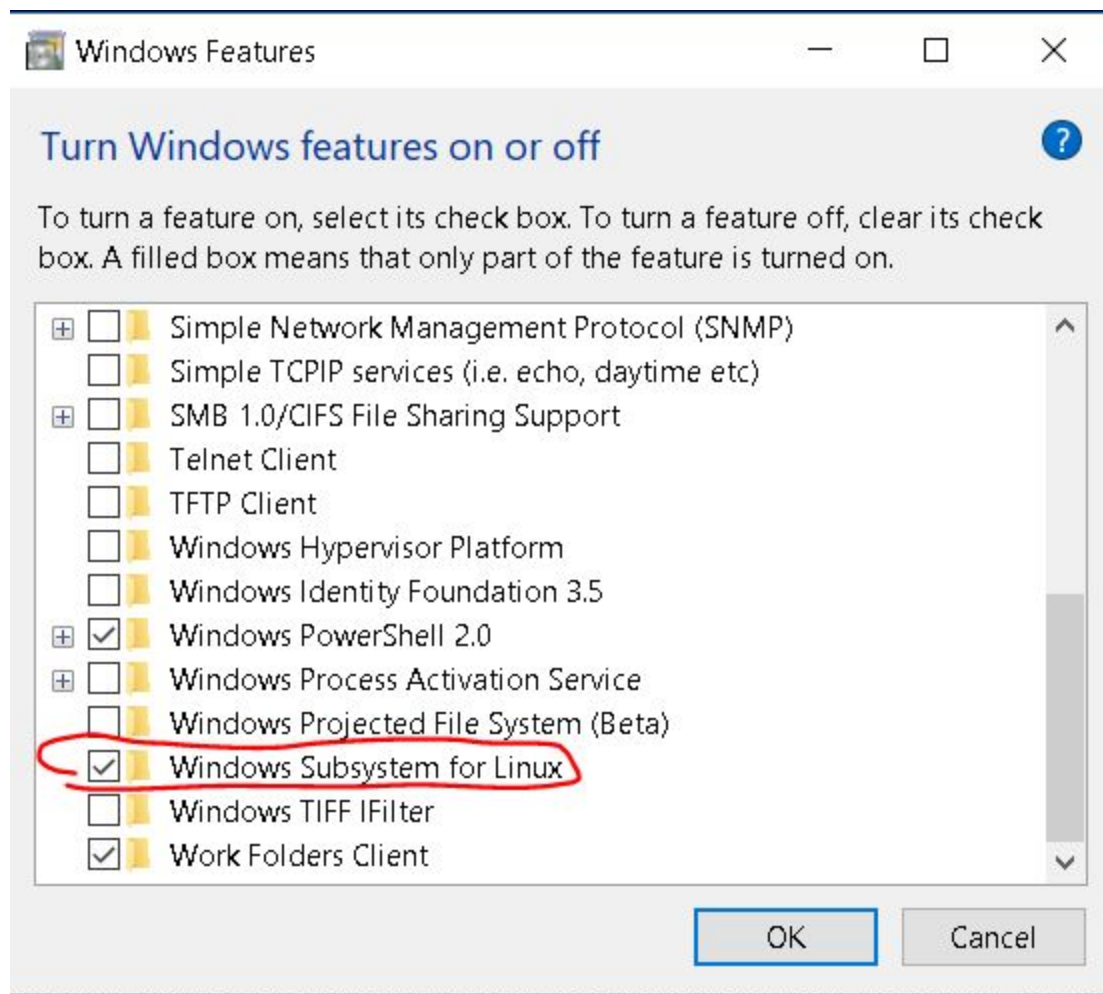 Windows Features
Turn Windows features on or off
?
To turn a feature on, select its check box. To turn a feature off, clear its check
box. A filled box means that only part of the feature is turned on.
Simple Network Management Protocol (SNMP)
Simple TCPIP services (i.e. echo, daytime etc)
SMB 1.0/CIFS File Sharing Support
Telnet Client
TFTP Client
Windows Hypervisor Platform
Windows Identity Foundation 3.5
Windows PowerShell 2.0
Windows Process Activation Service
Windows Projected File System (Beta)
Windows Subsystem for Linux
Windows TIFF IFilter
Work Folders Client
OK Cancel